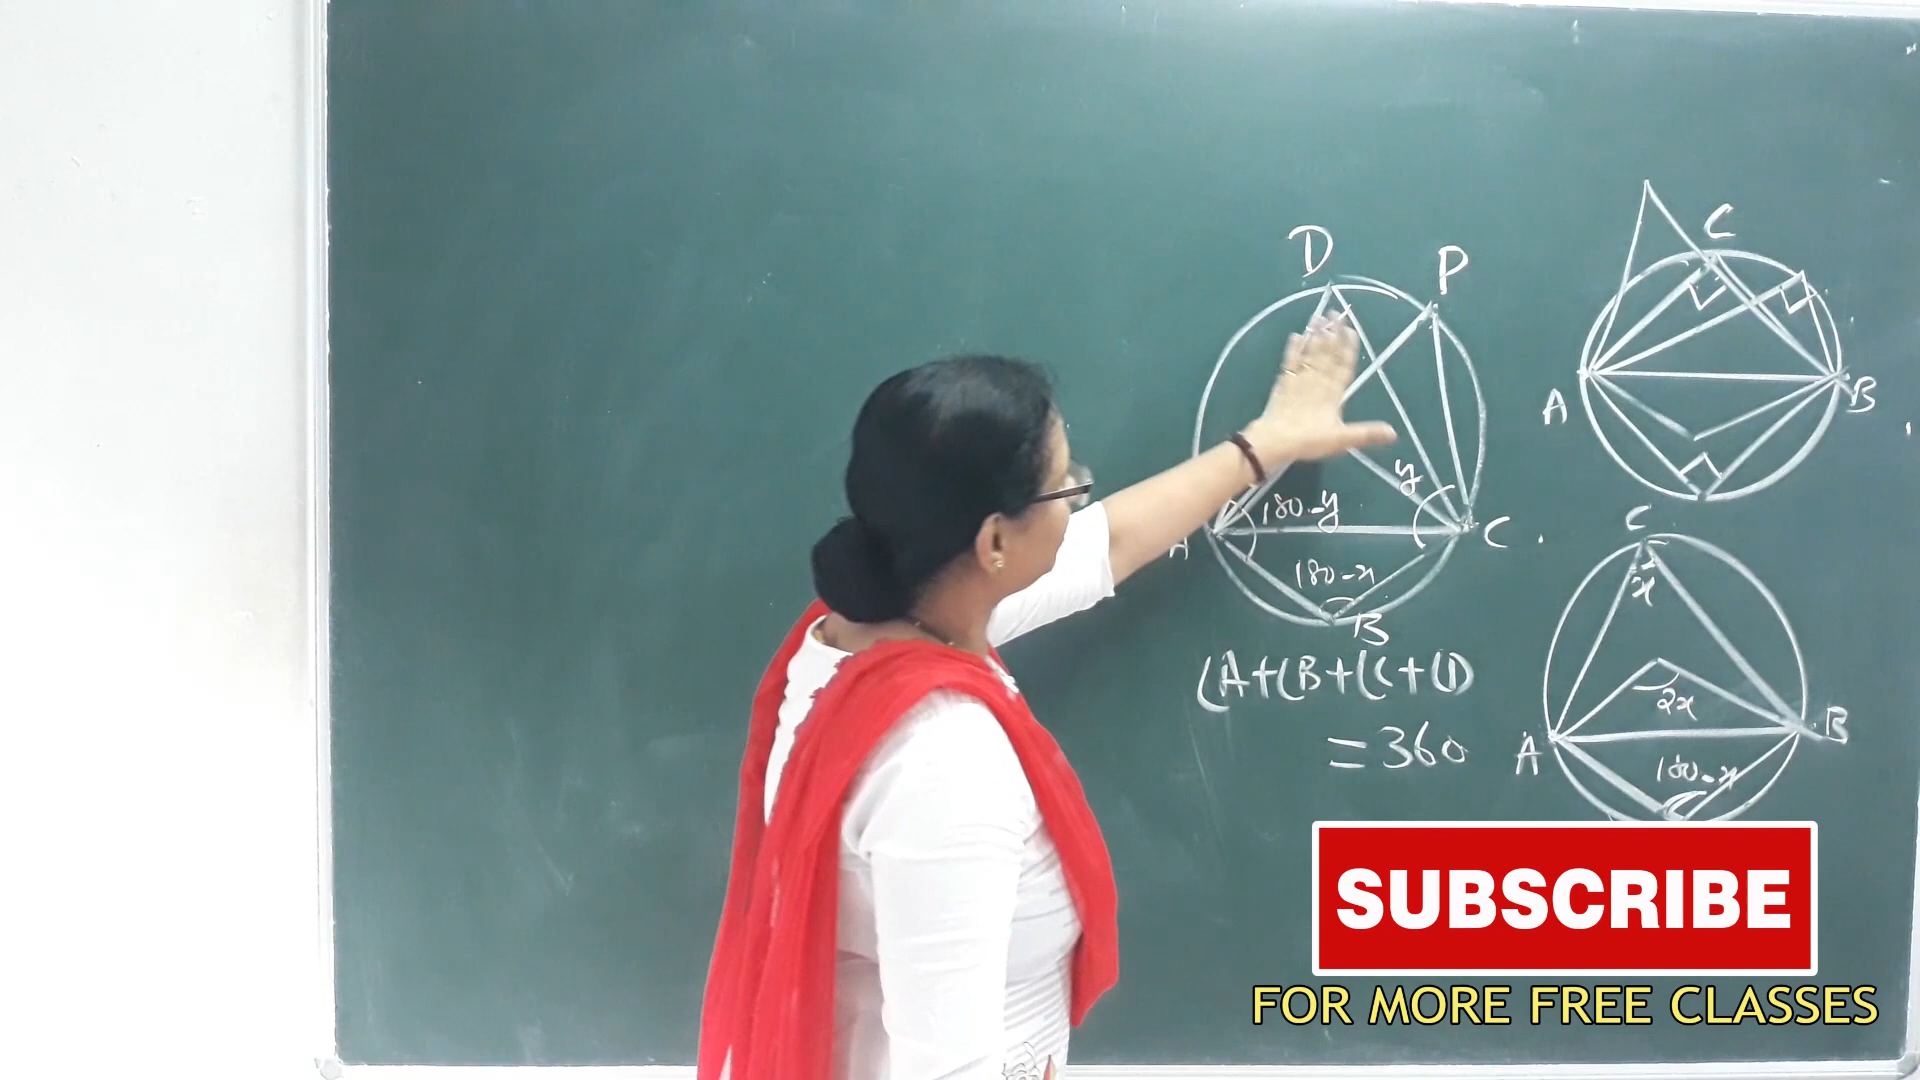 D
P
y
180-y
A
C
180-x
B
∠A+∠B+∠C+∠D
=360
C
A
B
C
x
2x
A
B
180-x
SUBSCRIBE
FOR MORE FREE CLASSES